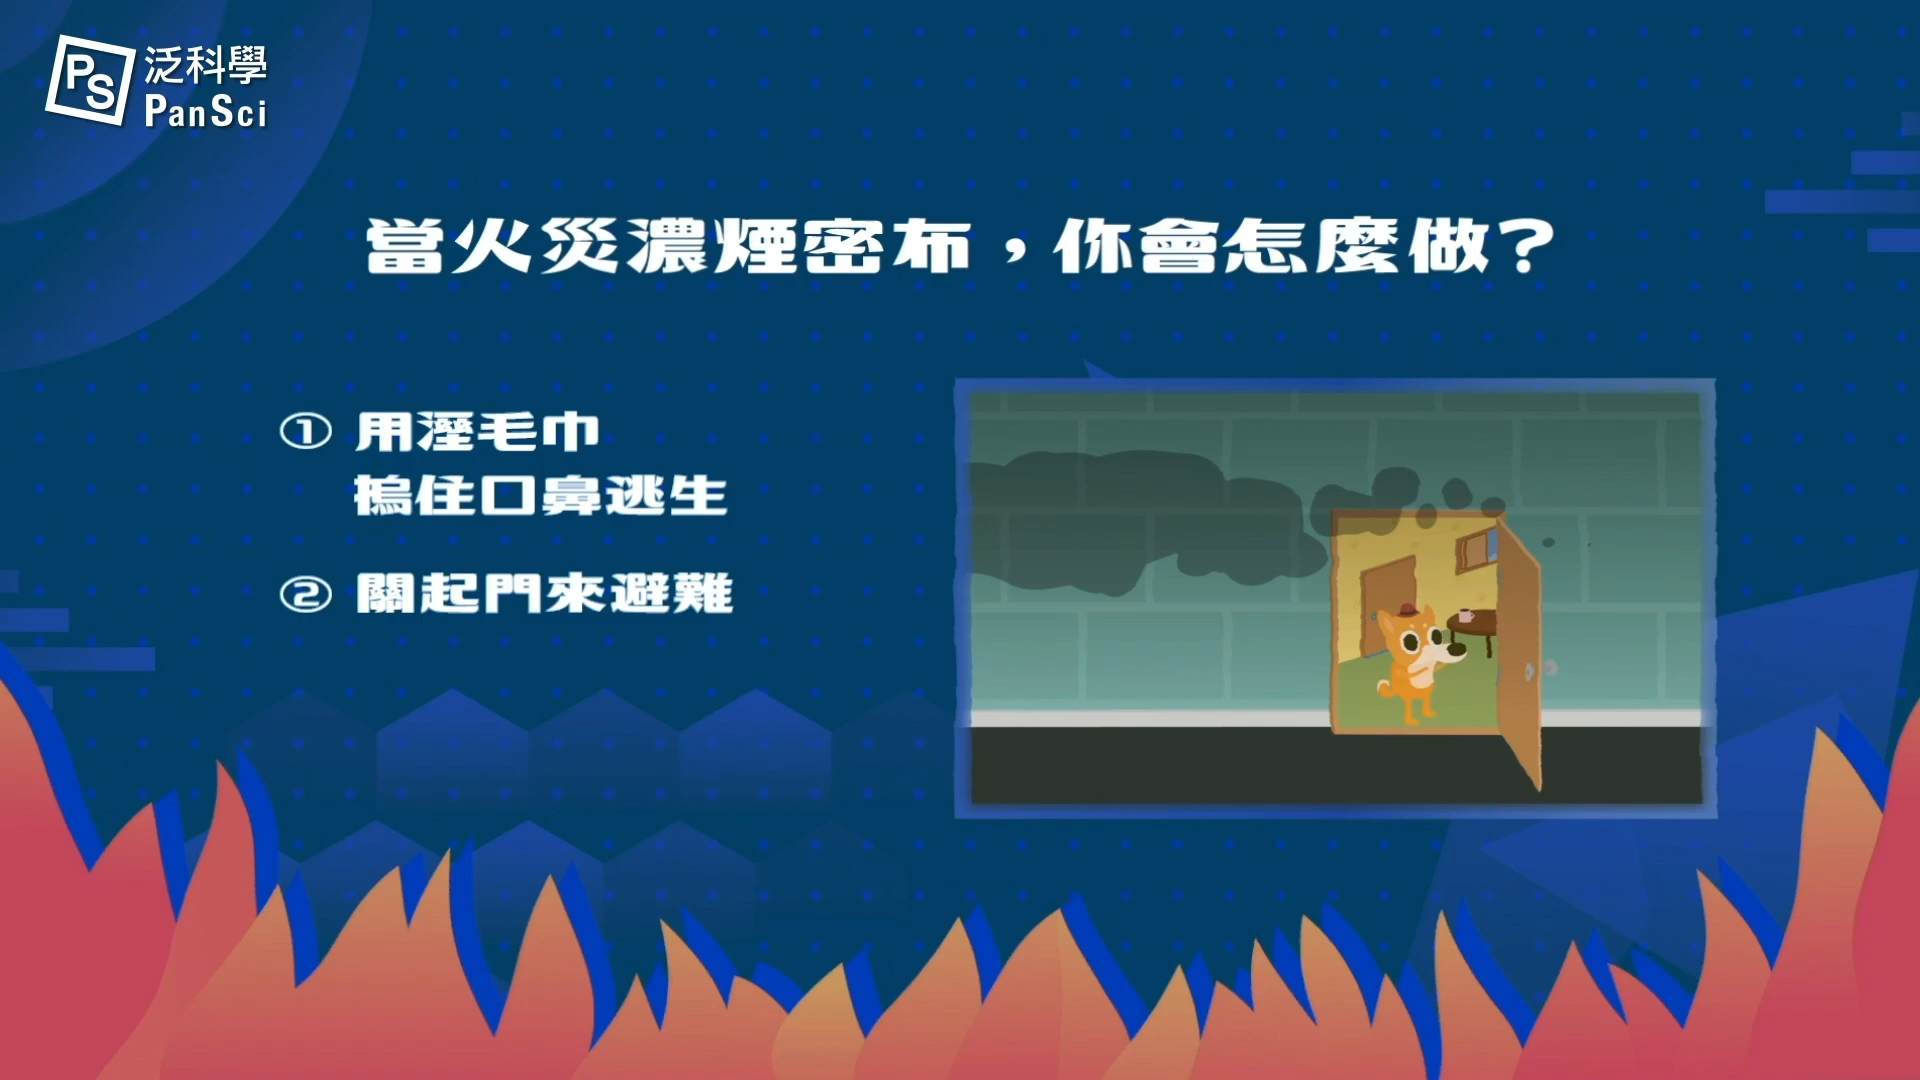 PS
泛科學
PanSci
當火災濃煙密布，你會怎麼做？
① 用溼毛巾
摀住口鼻逃生
② 關起門來避難